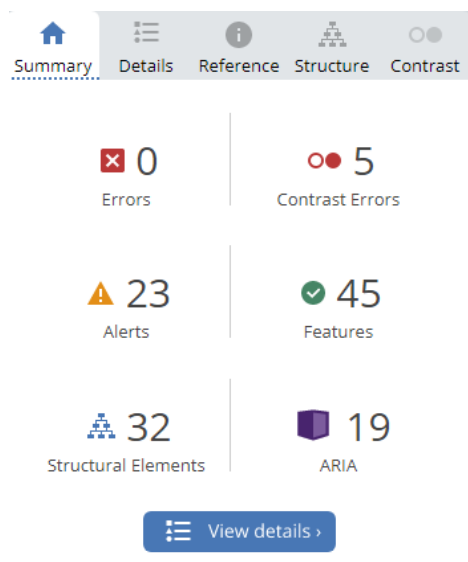 Summary Details Reference Structure Contrast
0 5
Errors Contrast Errors
23 45
Alerts Features
32 19
Structural Elements ARIA
View details ›